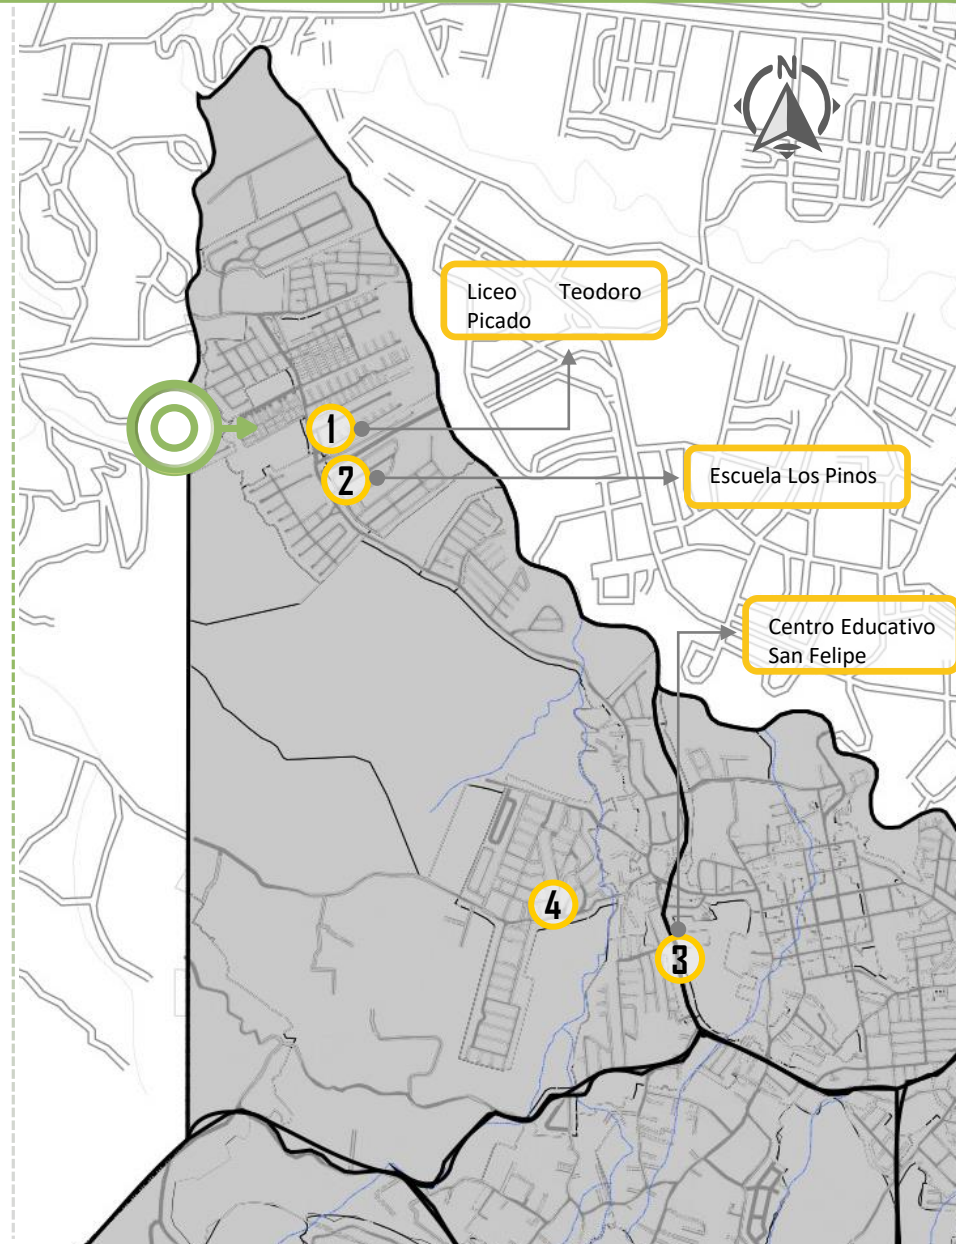 N
Liceo Teodoro
Picado
1
2
Escuela Los Pinos
Centro Educativo
San Felipe
4
3